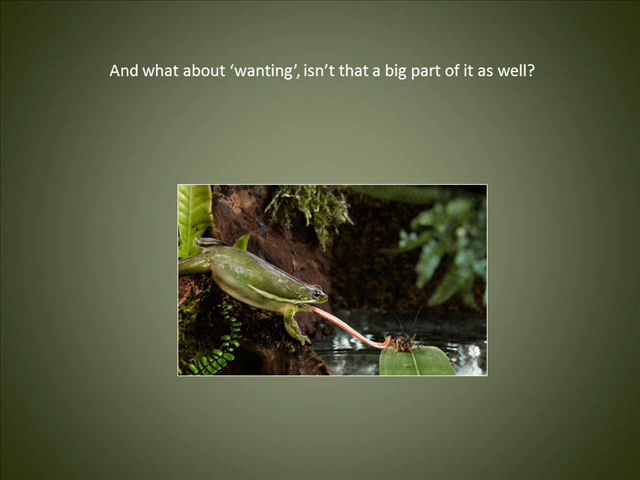 And what about ‘wanting’, isn’t that a big part of it as well?